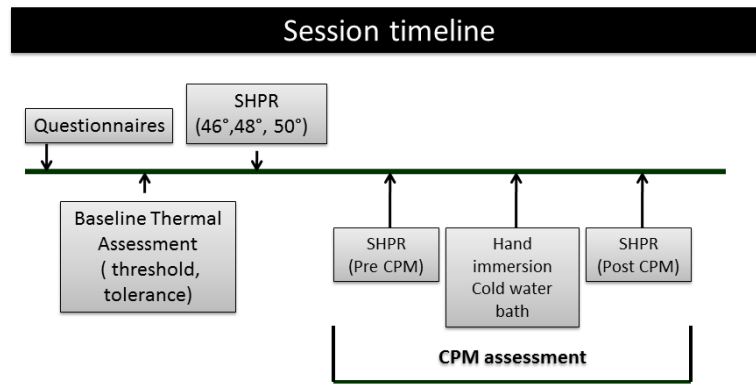 Session timeline
Questionnaires
SHPR
(46°,48°, 50°)
Baseline Thermal
Assessment
( threshold,
tolerance)
SHPR
(Pre CPM)
Hand
immersion
Cold water
bath
SHPR
(Post CPM)
CPM assessment